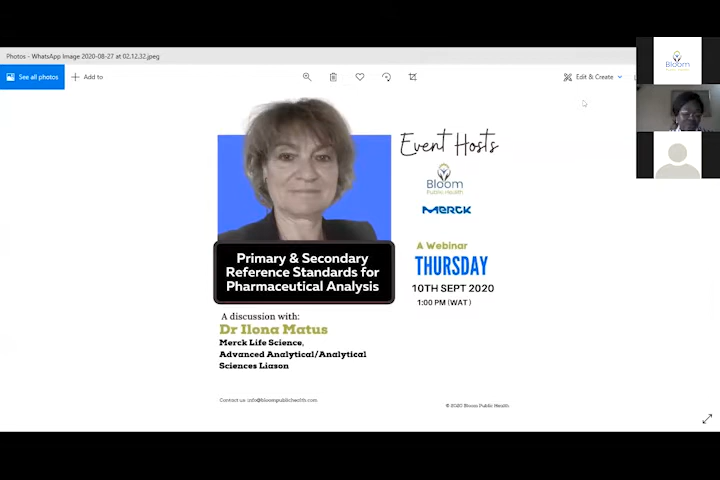 Photos - WhatsApp Image 2020-08-27 at 02.12.32.jpeg
See all photos
Add to
Edit & Create
Bloom
Event Hosts
Bloom
Public Health
MERCK
Primary & Secondary
Reference Standards for
Pharmaceutical Analysis
A Webinar
THURSDAY
10TH SEPT 2020
1:00 PM (WAT)
A discussion with:
Dr Ilona Matus
Merck Life Science,
Advanced Analytical/Analytical
Sciences Liason
Contact us: info@bloompublichealth.com
© 2020 Bloom Public Health